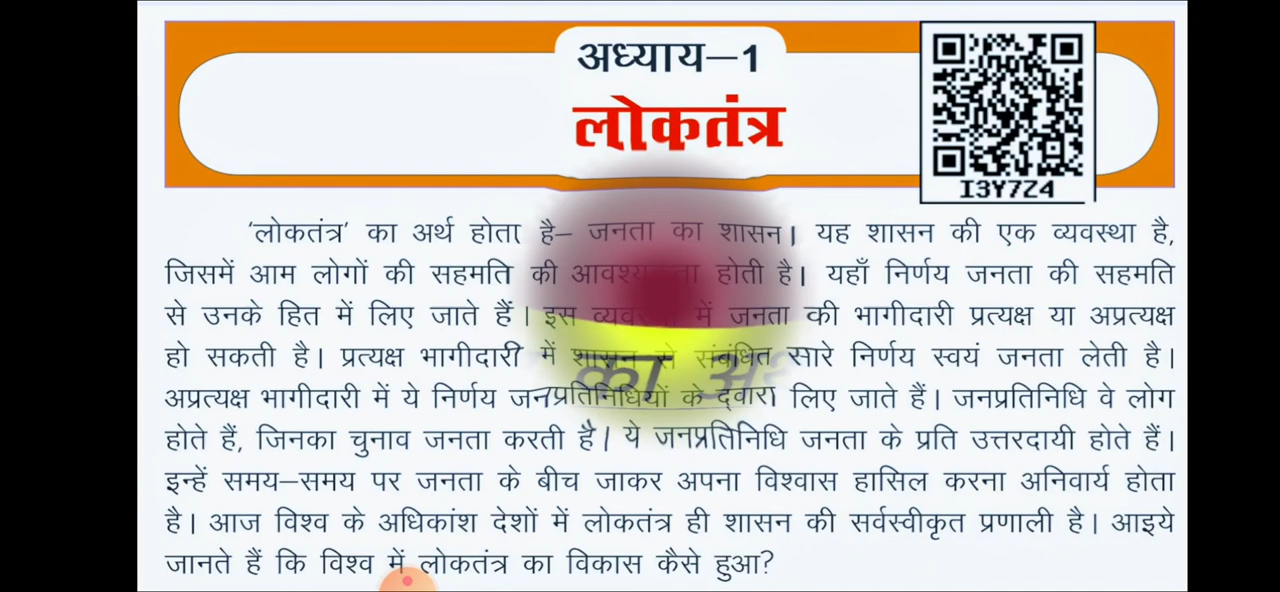 अध्याय–1
लोकतंत्र
I3Y7Z4
'लोकतंत्र' का अर्थ होता है– जनता का शासन। यह शासन की एक व्यवस्था है,
जिसमें आम लोगों की सहमति की आवश्यकता होती है। यहाँ निर्णय जनता की सहमति
से उनके हित में लिए जाते हैं। इस व्यवस्था में जनता की भागीदारी प्रत्यक्ष या अप्रत्यक्ष
हो सकती है। प्रत्यक्ष भागीदारी में शासन से संबंधित सारे निर्णय स्वयं जनता लेती है।
का
अप्रत्यक्ष भागीदारी में ये निर्णय जनप्रतिनिधियों के द्वारा लिए जाते हैं। जनप्रतिनिधि वे लोग
होते हैं, जिनका चुनाव जनता करती है। ये जनप्रतिनिधि जनता के प्रति उत्तरदायी होते हैं।
इन्हें समय–समय पर जनता के बीच जाकर अपना विश्वास हासिल करना अनिवार्य होता
है। आज विश्व के अधिकांश देशों में लोकतंत्र ही शासन की सर्वस्वीकृत प्रणाली है। आइये
जानते हैं कि विश्व में लोकतंत्र का विकास कैसे हुआ?